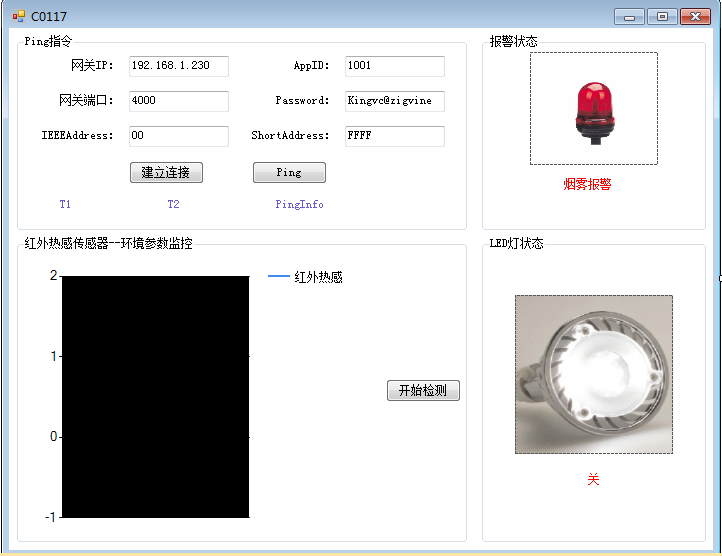 C0117
Ping指令
网关IP: 192.168.1.230 AppID: 1001
网关端口: 4000 Password: Kingvc@zigvine
IEEEAddress: 00 ShortAddress: FFFF
建立连接 Ping
T1 T2 PingInfo
报警状态
烟雾报警
红外热感传感器--环境参数监控
2
1
0
-1
红外热感
开始检测
LED灯状态
关